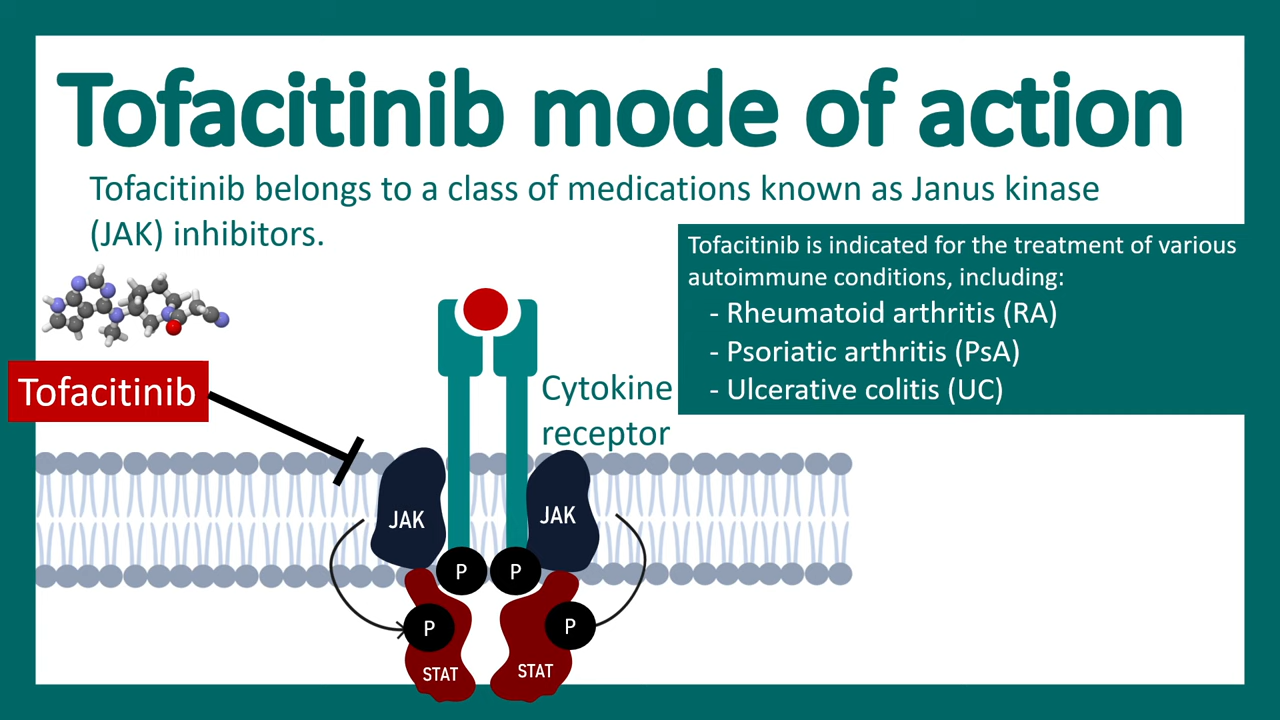 Tofacitinib mode of action
Tofacitinib belongs to a class of medications known as Janus kinase
(JAK) inhibitors.
Tofacitinib is indicated for the treatment of various
autoimmune conditions, including:
- Rheumatoid arthritis (RA)
- Psoriatic arthritis (PsA)
- Ulcerative colitis (UC)
Tofacitinib
Cytokine
receptor
JAK
JAK
P
P
P
P
STAT
STAT